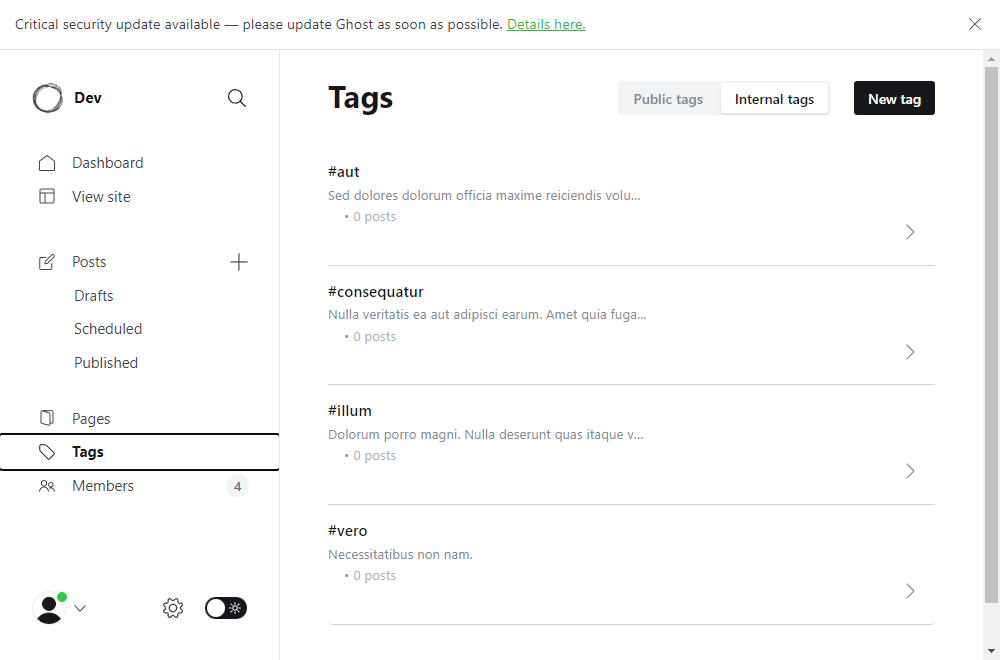 Critical security update available — please update Ghost as soon as possible. Details here.
Dev
Dashboard
View site
Posts
Drafts
Scheduled
Published
Pages
Tags
Members
4
Tags
Public tags
Internal tags
New tag
#aut
Sed dolores dolorum officia maxime reiciendis volu...
• 0 posts
#consequatur
Nulla veritatis ea aut adipisci earum. Amet quia fuga...
• 0 posts
#illum
Dolorum porro magni. Nulla deserunt quas itaque v...
• 0 posts
#vero
Necessitatibus non nam.
• 0 posts